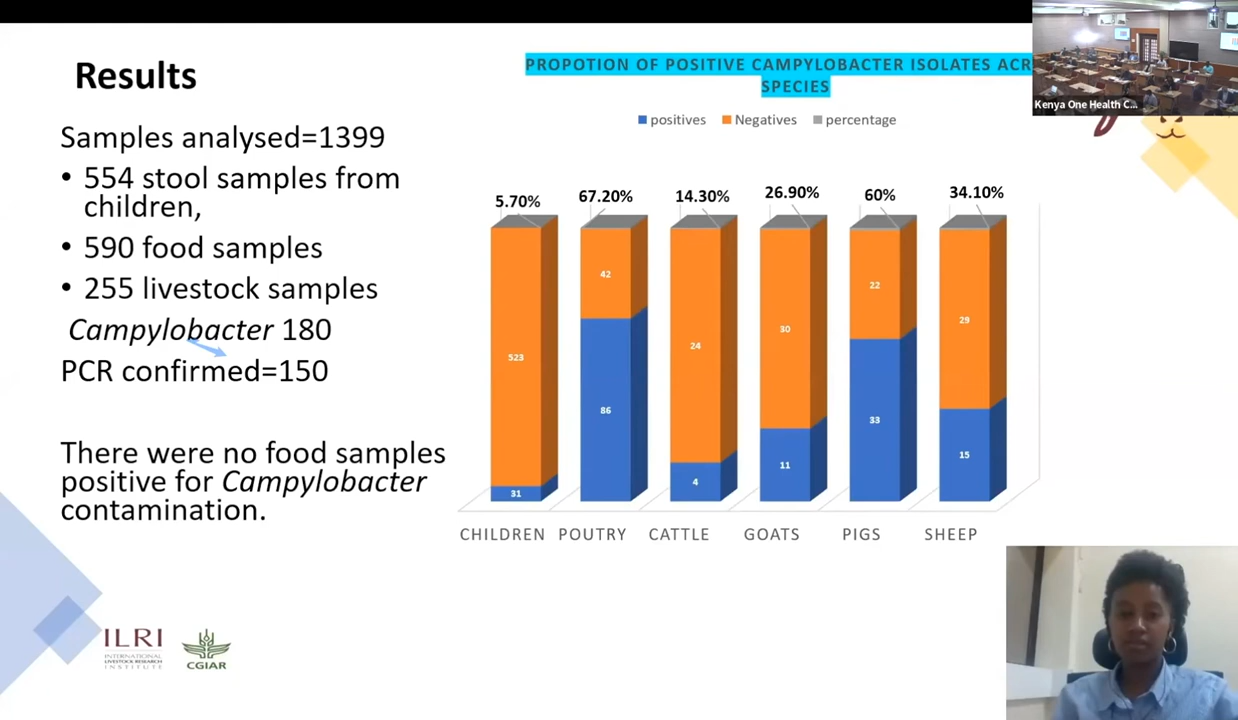 Results
Samples analysed=1399
• 554 stool samples from
children,
• 590 food samples
• 255 livestock samples
Campylobacter 180
PCR confirmed=150
There were no food samples
positive for Campylobacter
contamination.
PROPOTION OF POSITIVE CAMPYLOBACTER ISOLATES ACR
SPECIES
positives Negatives percentage
5.70% 67.20% 14.30% 26.90% 60% 34.10%
523 42 24 30 22 29
31 86 4 11 33 15
CHILDREN POUTRY CATTLE GOATS PIGS SHEEP
Kenya One Health C...
ILRI
INTERNATIONAL
LIVESTOCK RESEARCH
INSTITUTE
CGIAR